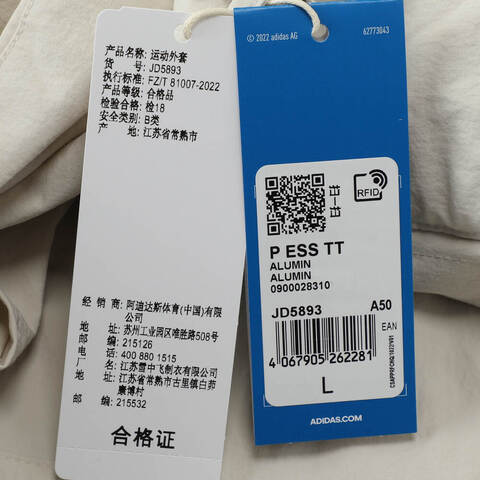 产品名称: 运动外套
货 号: JD5893
执行标准: FZ/T 81007-2022
产品等级: 合格品
检验合格: 检18
安全类别: B类
产 地: 江苏省常熟市
经 销 商: 阿迪达斯体育(中国)有限
公司
地址: 苏州工业园区唯胜路508号
邮 编: 215126
电话: 400 880 1515
厂 名: 江苏雪中飞制衣有限公司
地址: 江苏省常熟市古里镇白茆
康博村
邮 编: 215532
合格证
© 2022 adidas AG
62773043
RFID
P ESS TT
ALUMIN
ALUMIN
0900028310
JD5893 A50
EAN
4 067905 262281
L
ADIDAS.COM